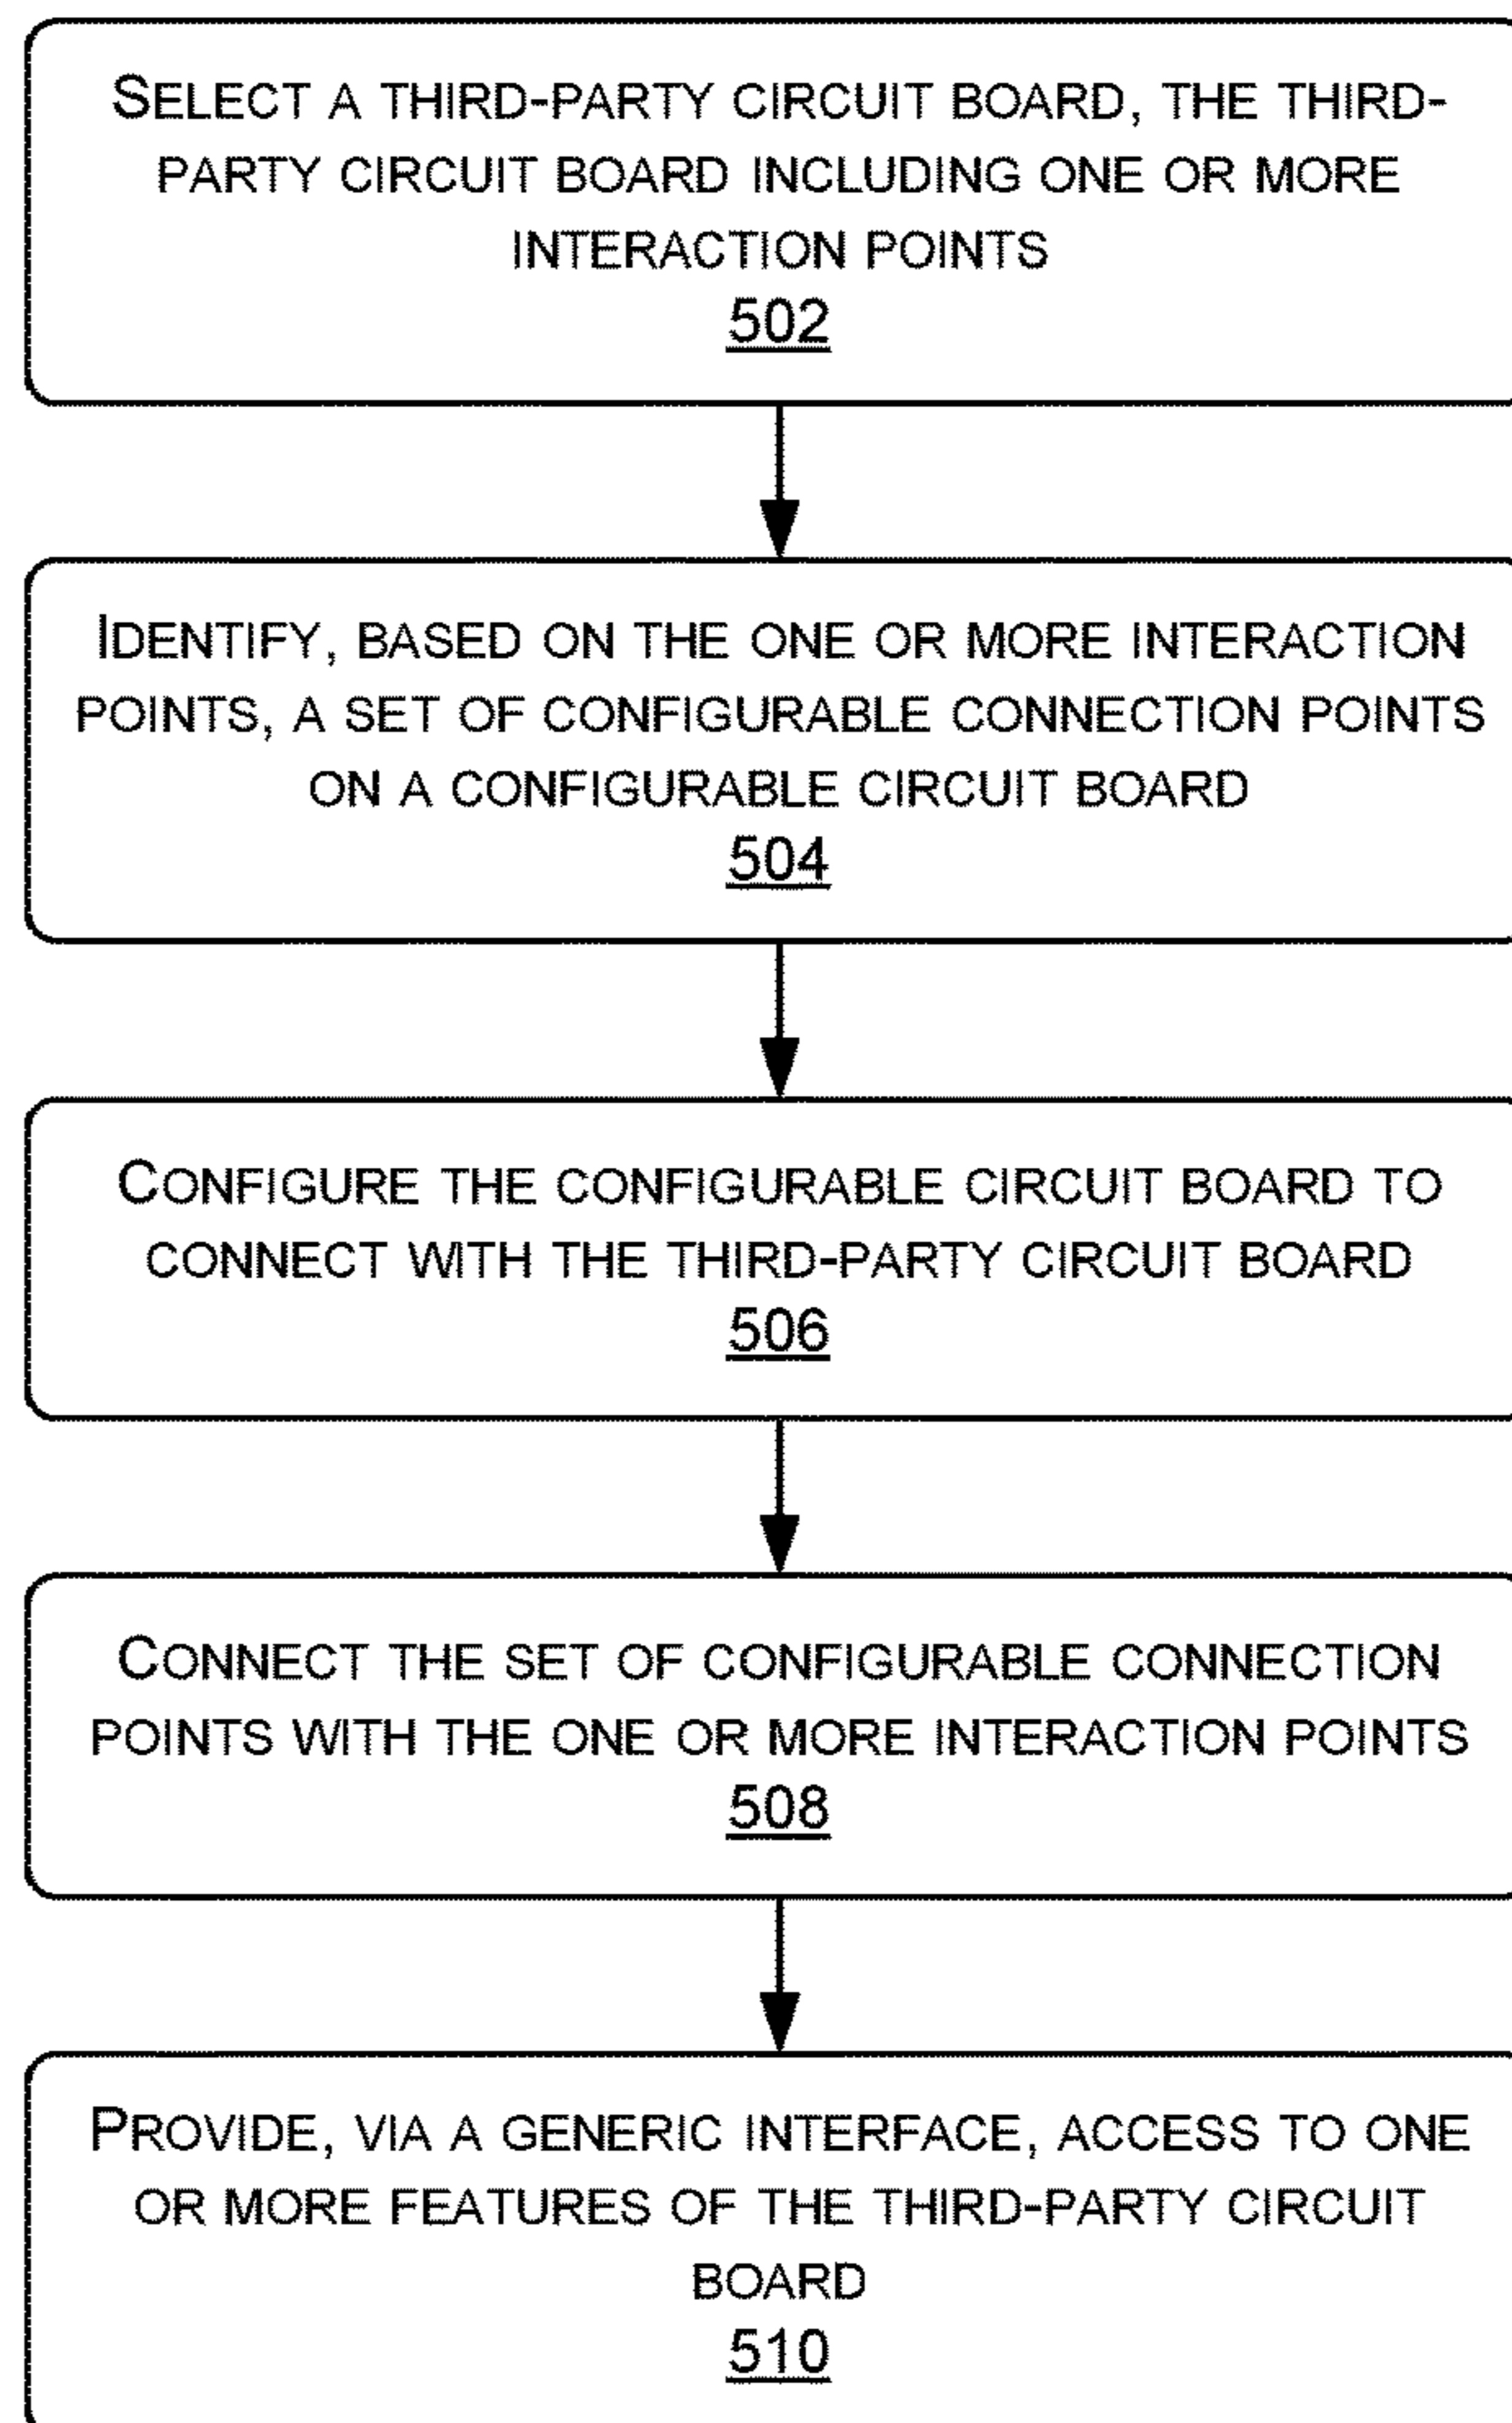 SELECT A THIRD-PARTY CIRCUIT BOARD, THE THIRD-
PARTY CIRCUIT BOARD INCLUDING ONE OR MORE
INTERACTION POINTS
502
IDENTIFY, BASED ON THE ONE OR MORE INTERACTION
POINTS, A SET OF CONFIGURABLE CONNECTION POINTS
ON A CONFIGURABLE CIRCUIT BOARD
504
CONFIGURE THE CONFIGURABLE CIRCUIT BOARD TO
CONNECT WITH THE THIRD-PARTY CIRCUIT BOARD
506
CONNECT THE SET OF CONFIGURABLE CONNECTION
POINTS WITH THE ONE OR MORE INTERACTION POINTS
508
PROVIDE, VIA A GENERIC INTERFACE, ACCESS TO ONE
OR MORE FEATURES OF THE THIRD-PARTY CIRCUIT
BOARD
510